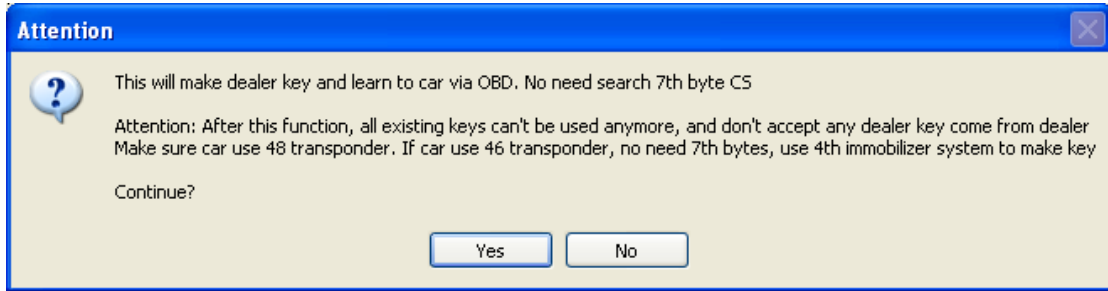 Attention
This will make dealer key and learn to car via OBD. No need search 7th byte CS
Attention: After this function, all existing keys can't be used anymore, and don't accept any dealer key come from dealer
Make sure car use 48 transponder. If car use 46 transponder, no need 7th bytes, use 4th immobilizer system to make key
Continue?
Yes
No